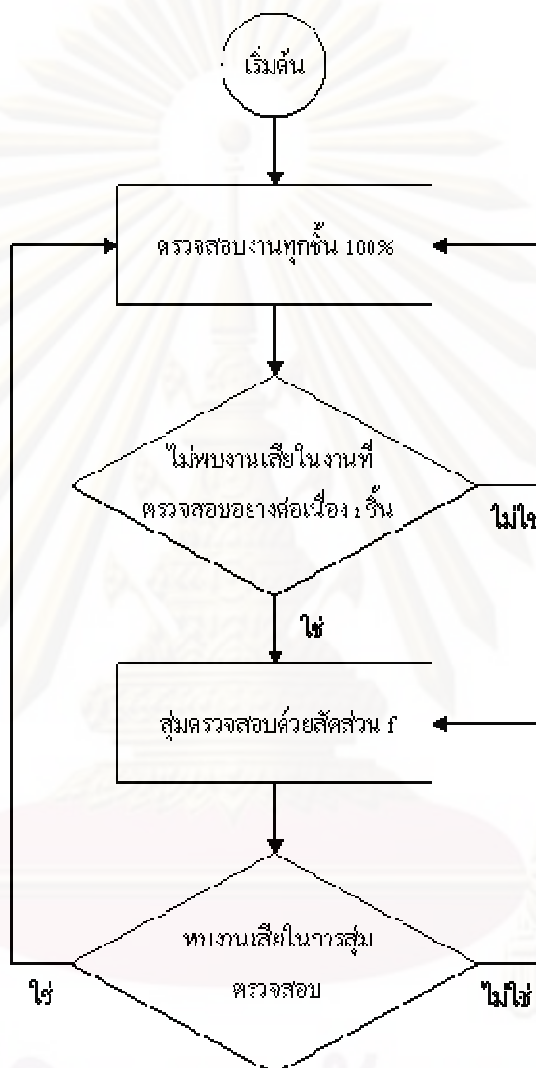 เริ่มต้น
ตรวจสอบงานทุกชิ้น 100%
ไม่พบงานเสียในงานที่
ตรวจสอบอย่างต่อเนื่อง i ชิ้น
ไม่ใช่
ใช่
สุ่มตรวจสอบด้วยสัดส่วน f
พบงานเสียในการสุ่ม
ตรวจสอบ
ใช่
ไม่ใช่